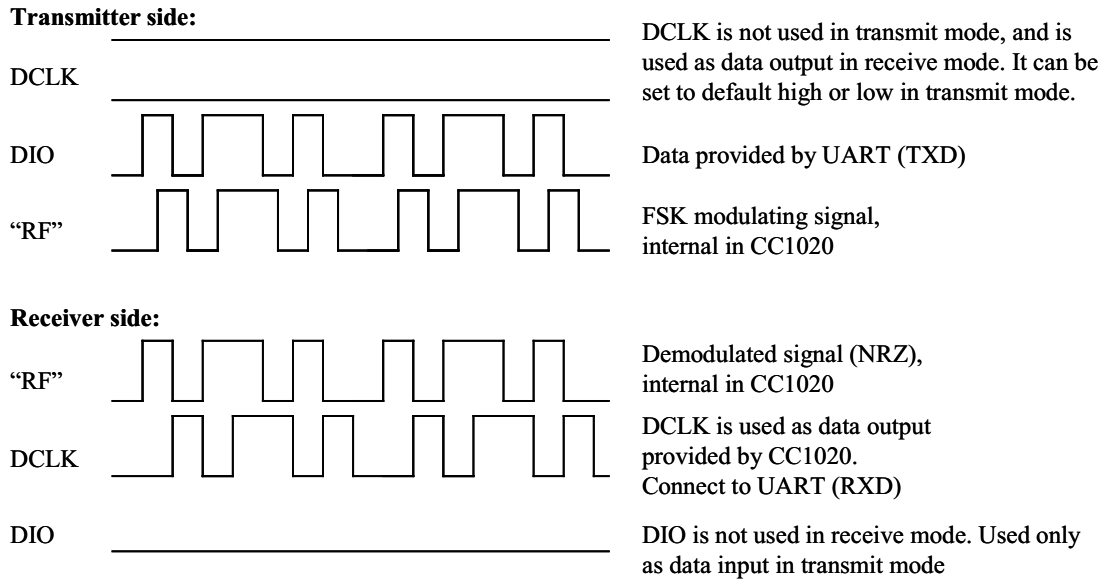 Transmitter side:
DCLK
DCLK is not used in transmit mode, and is
used as data output in receive mode. It can be
set to default high or low in transmit mode.
DIO
Data provided by UART (TXD)
“RF”
FSK modulating signal,
internal in CC1020
Receiver side:
“RF”
Demodulated signal (NRZ),
internal in CC1020
DCLK
DCLK is used as data output
provided by CC1020.
Connect to UART (RXD)
DIO
DIO is not used in receive mode. Used only
as data input in transmit mode